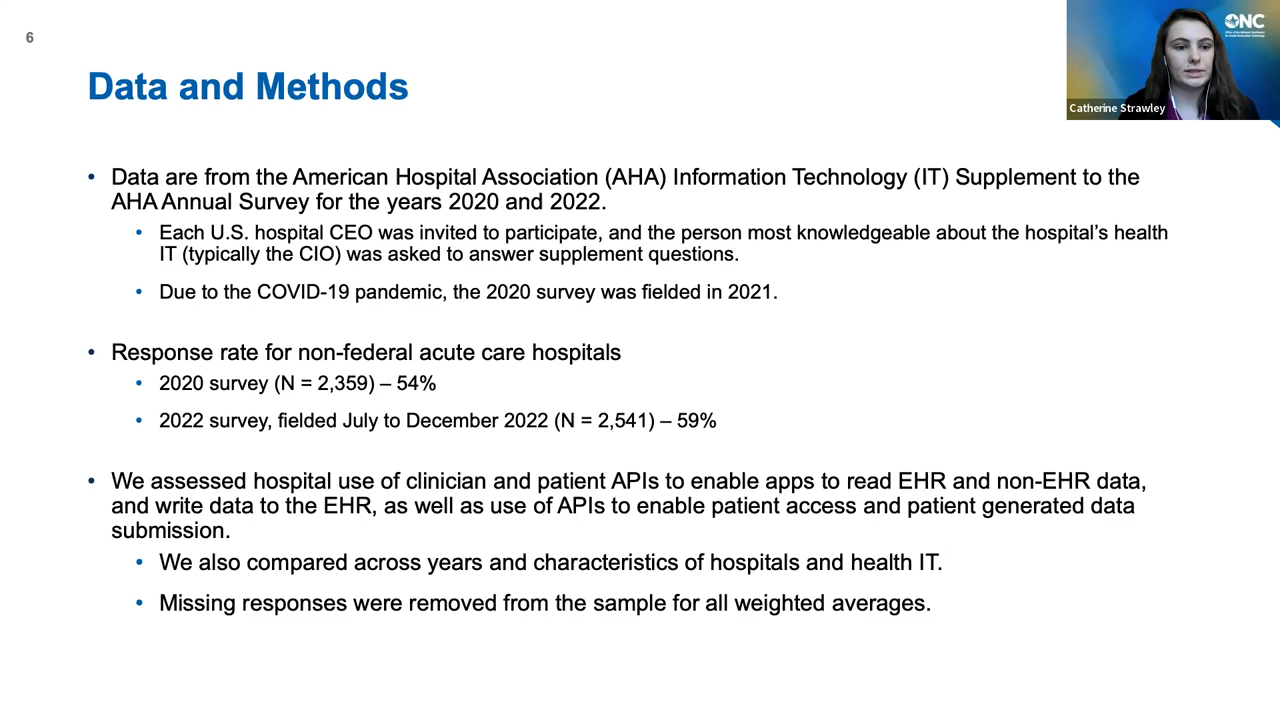 6
ONC
Catherine Strawley
Data and Methods
• Data are from the American Hospital Association (AHA) Information Technology (IT) Supplement to the
AHA Annual Survey for the years 2020 and 2022.
• Each U.S. hospital CEO was invited to participate, and the person most knowledgeable about the hospital's health
IT (typically the CIO) was asked to answer supplement questions.
• Due to the COVID-19 pandemic, the 2020 survey was fielded in 2021.
• Response rate for non-federal acute care hospitals
• 2020 survey (N = 2,359) – 54%
• 2022 survey, fielded July to December 2022 (N = 2,541) – 59%
• We assessed hospital use of clinician and patient APIs to enable apps to read EHR and non-EHR data,
and write data to the EHR, as well as use of APIs to enable patient access and patient generated data
submission.
• We also compared across years and characteristics of hospitals and health IT.
• Missing responses were removed from the sample for all weighted averages.